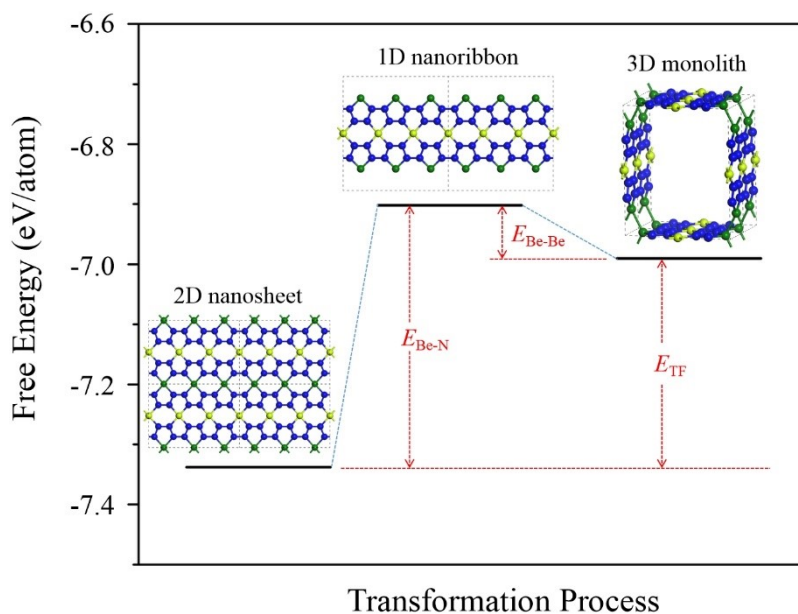 -6.6
-6.8
-7.0
-7.2
-7.4
Free Energy (eV/atom)
1D nanoribbon
3D monolith
2D nanosheet
E_Be-Be
E_Be-N
E_TF
Transformation Process